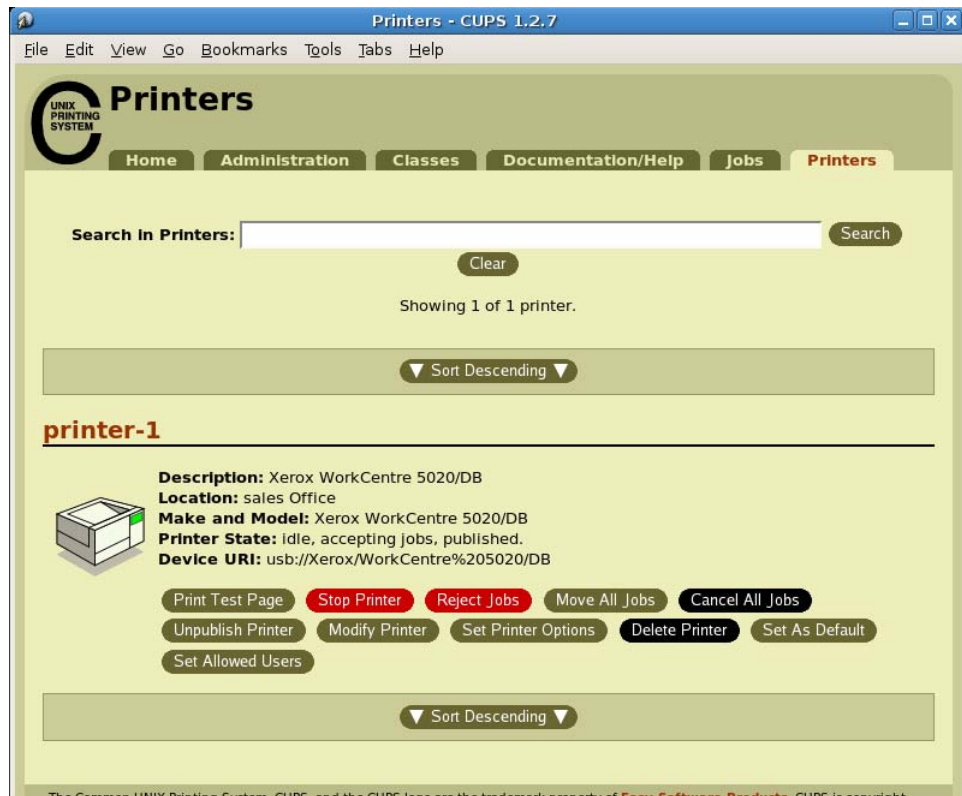 Printers - CUPS 1.2.7
File Edit View Go Bookmarks Tools Tabs Help
UNIX
PRINTING
SYSTEM
Printers
Home Administration Classes Documentation/Help Jobs Printers
Search in Printers: Search
Clear
Showing 1 of 1 printer.
▼ Sort Descending ▼
printer-1
Description: Xerox WorkCentre 5020/DB
Location: sales Office
Make and Model: Xerox WorkCentre 5020/DB
Printer State: idle, accepting jobs, published.
Device URI: usb://Xerox/WorkCentre%205020/DB
Print Test Page Stop Printer Reject Jobs Move All Jobs Cancel All Jobs
Unpublish Printer Modify Printer Set Printer Options Delete Printer Set As Default
Set Allowed Users
▼ Sort Descending ▼
The Common UNIX Printing System, CUPS, and the CUPS logo are the trademark property of Easy Software Products. CUPS is copyright